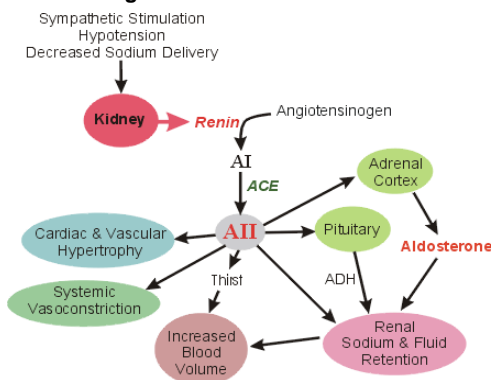 Sympathetic Stimulation
Hypotension
Decreased Sodium Delivery
Kidney
Renin
Angiotensinogen
AI
ACE
Adrenal
Cortex
Cardiac & Vascular
Hypertrophy
AII
Pituitary
Aldosterone
Systemic
Vasoconstriction
Thirst
ADH
Increased
Blood
Volume
Renal
Sodium & Fluid
Retention